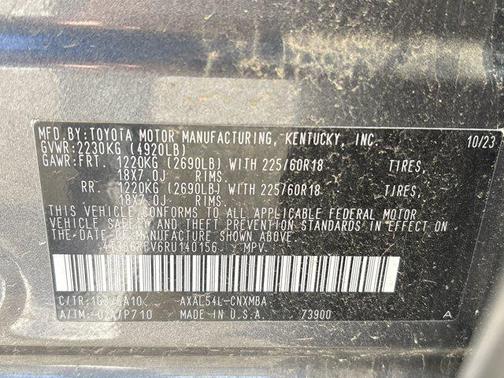 MFD.BY:TOYOTA MOTOR MANUFACTURING, KENTUCKY, INC. 10/23
GVWR:2230KG (4920LB)
GAWR:FRT. 1220KG (2690LB) WITH 225/60R18 TIRES,
18X7.0J RIMS.
RR. 1220KG (2690LB) WITH 225/60R18 TIRES,
18X7.0J RIMS.
THIS VEHICLE CONFORMS TO ALL APPLICABLE FEDERAL MOTOR
VEHICLE SAFETY AND THEFT PREVENTION STANDARDS
IN EFFECT ON THE DATE OF MANUFACTURE SHOWN ABOVE.
MPV
C/TR: AXAL54L-CNXMBA
A/TM: MADE IN U.S.A. 73900 A